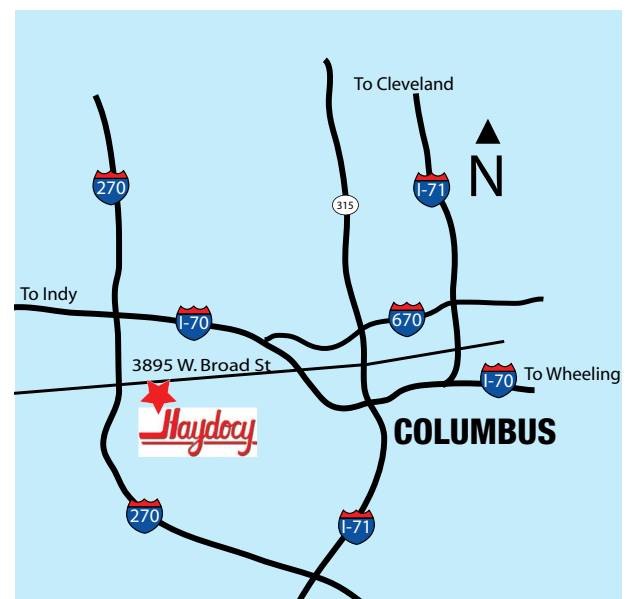 To Cleveland
270
I-71
N
315
To Indy
I-70
670
3895 W. Broad St
I-70
To Wheeling
Haydocy
COLUMBUS
270
I-71